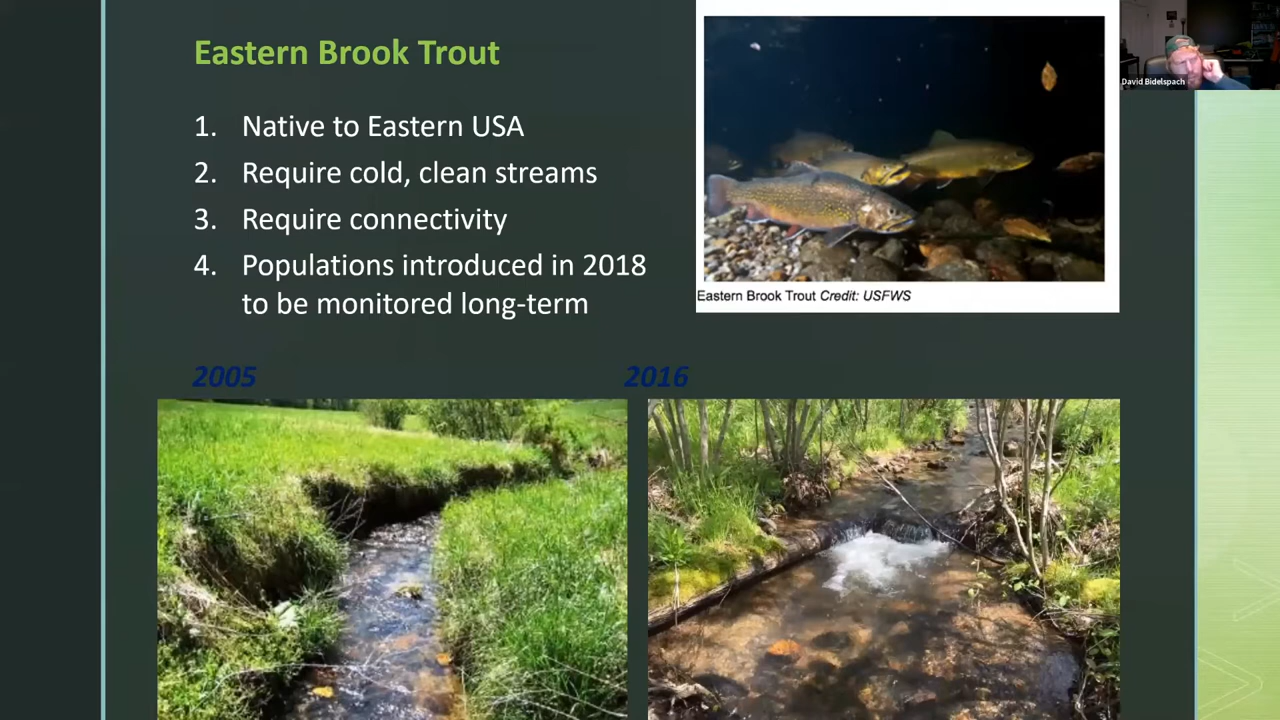 Eastern Brook Trout
1. Native to Eastern USA
2. Require cold, clean streams
3. Require connectivity
4. Populations introduced in 2018
to be monitored long-term
Eastern Brook Trout Credit: USFWS
David Bidelspach
2005
2016